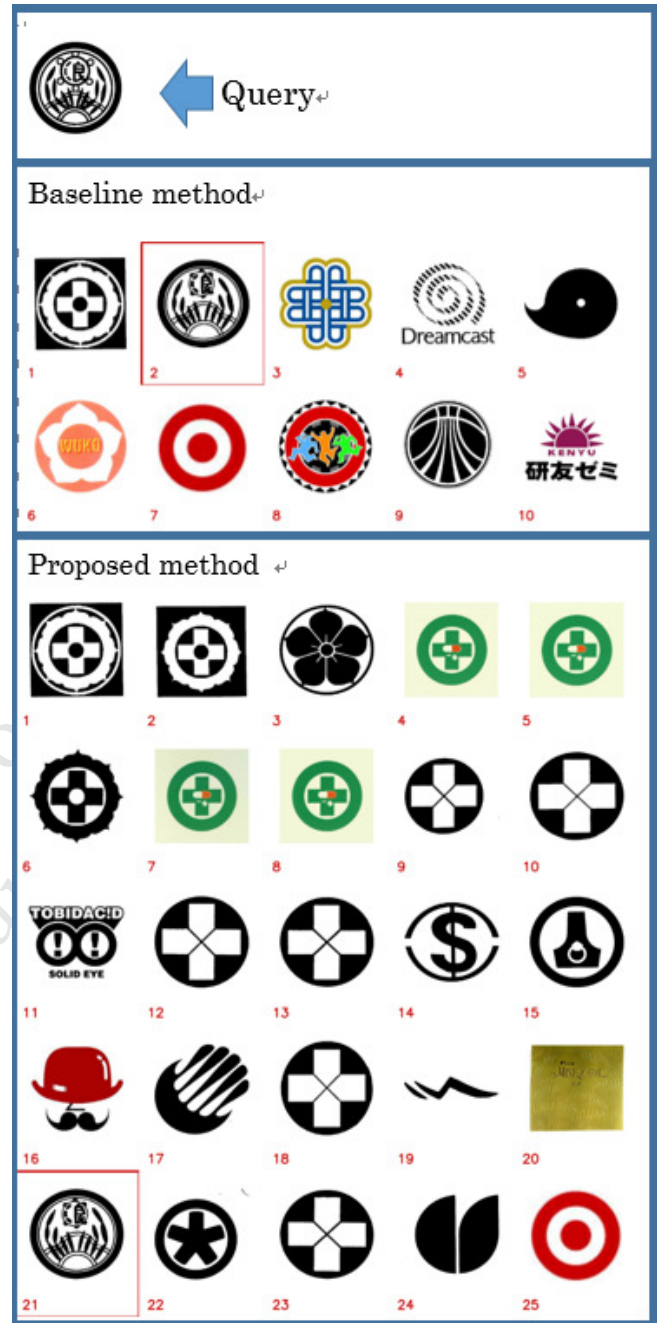 Query
Baseline method
Dreamcast
1 2 3 4 5
WUKO
KENYU
研友ゼミ
6 7 8 9 10
Proposed method
1 2 3 4 5
6 7 8 9 10
TOBIDAC!D
!!
SOLID EYE
$
11 12 13 14 15
16 17 18 19 20
21 22 23 24 25